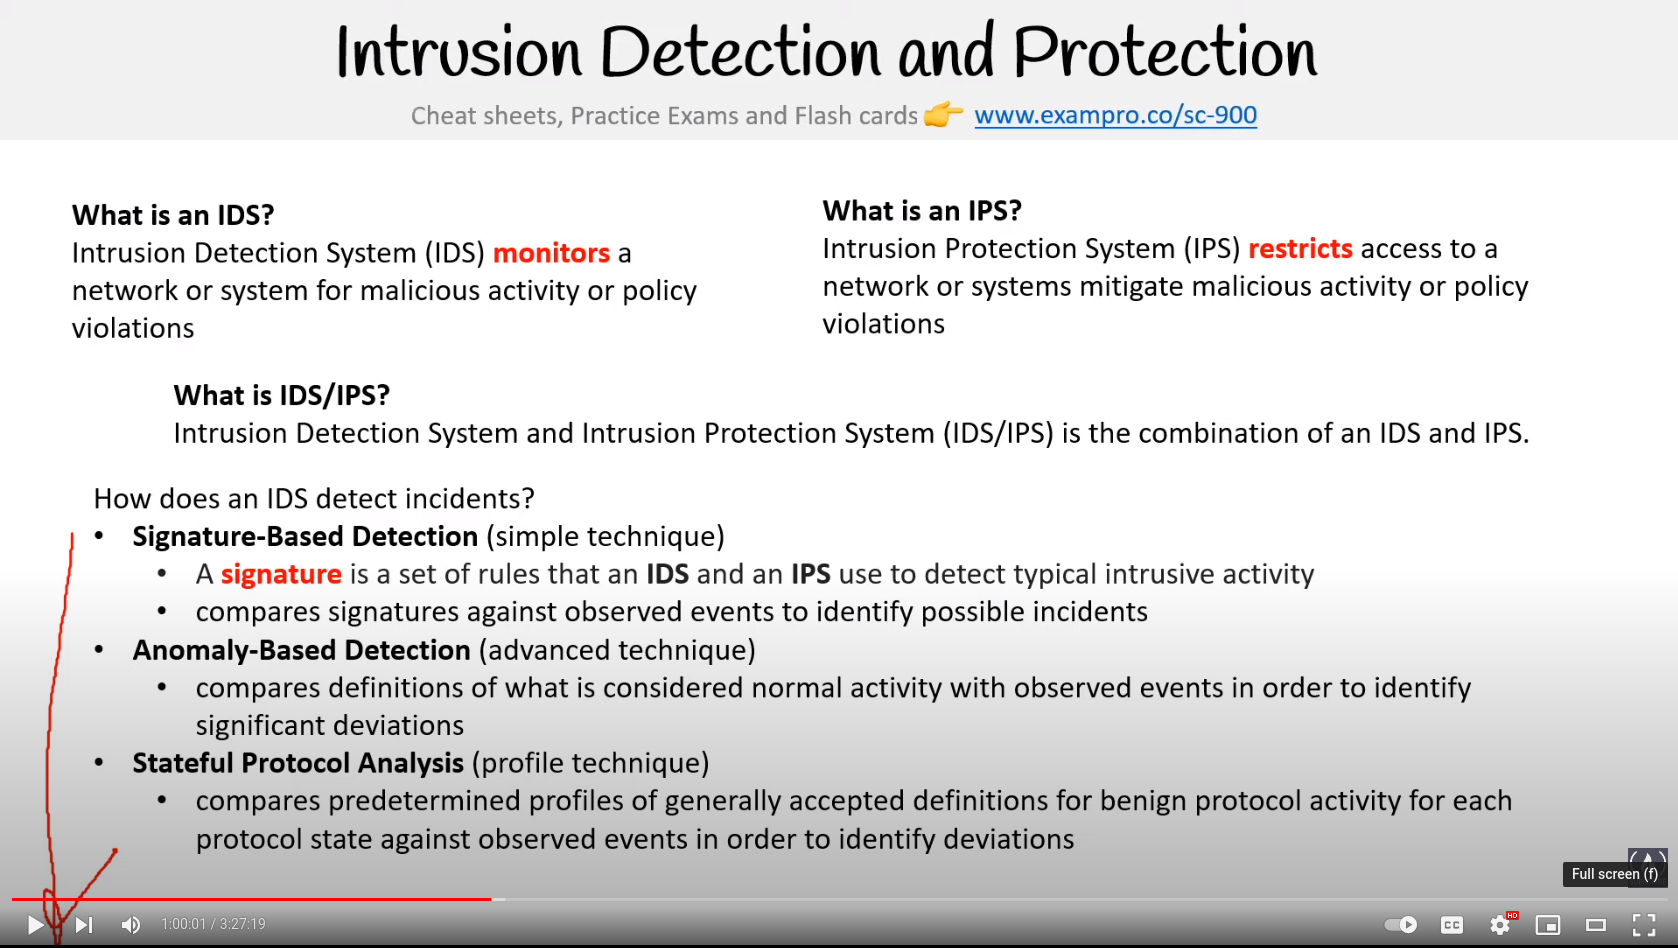 Intrusion Detection and Protection
Cheat sheets, Practice Exams and Flash cards www.exampro.co/sc-900
What is an IDS?
Intrusion Detection System (IDS) monitors a
network or system for malicious activity or policy
violations
What is an IPS?
Intrusion Protection System (IPS) restricts access to a
network or systems mitigate malicious activity or policy
violations
What is IDS/IPS?
Intrusion Detection System and Intrusion Protection System (IDS/IPS) is the combination of an IDS and IPS.
How does an IDS detect incidents?
• Signature-Based Detection (simple technique)
• A signature is a set of rules that an IDS and an IPS use to detect typical intrusive activity
• compares signatures against observed events to identify possible incidents
• Anomaly-Based Detection (advanced technique)
• compares definitions of what is considered normal activity with observed events in order to identify
significant deviations
• Stateful Protocol Analysis (profile technique)
• compares predetermined profiles of generally accepted definitions for benign protocol activity for each
protocol state against observed events in order to identify deviations
Full screen (f)
1:00:01 / 3:27:19
CC
HD